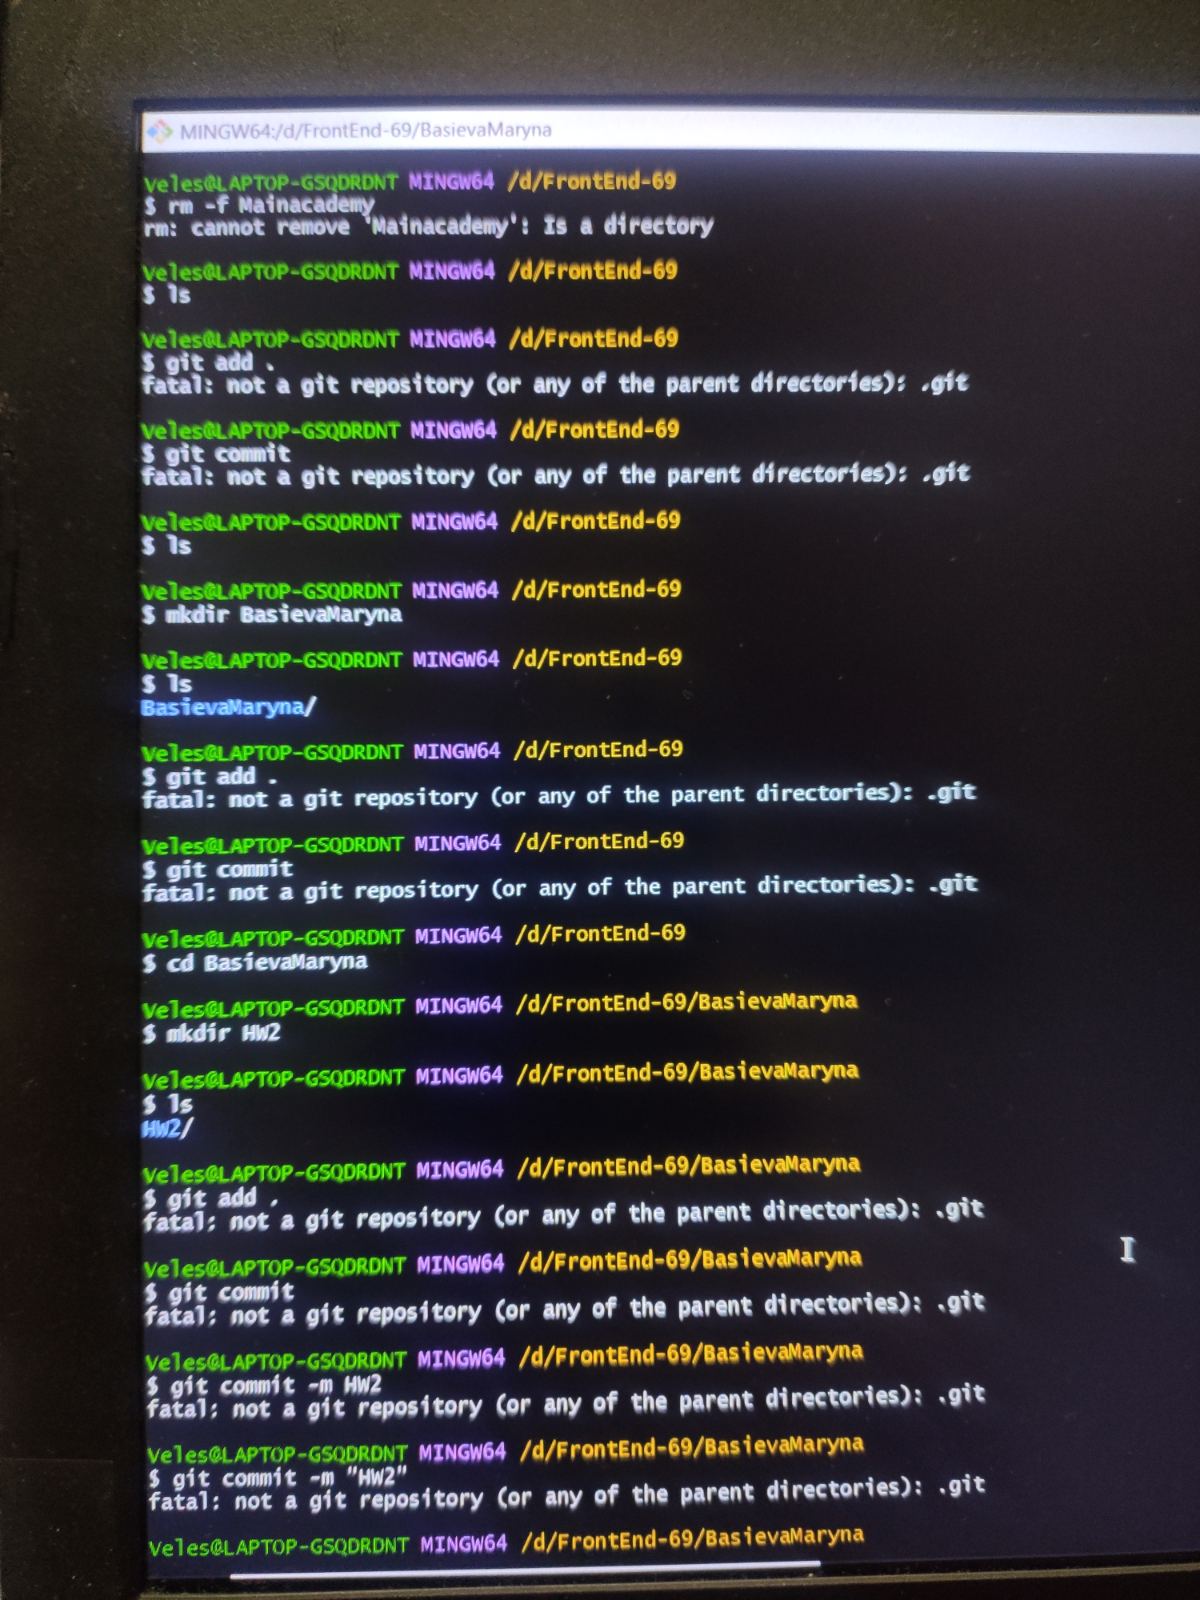 MINGW64:/d/FrontEnd-69/BasievaMaryna
Veles@LAPTOP-GSQDRDNT MINGW64 /d/FrontEnd-69
$ rm -f Mainacademy
rm: cannot remove 'Mainacademy': Is a directory
Veles@LAPTOP-GSQDRDNT MINGW64 /d/FrontEnd-69
$ ls
Veles@LAPTOP-GSQDRDNT MINGW64 /d/FrontEnd-69
$ git add .
fatal: not a git repository (or any of the parent directories): .git
Veles@LAPTOP-GSQDRDNT MINGW64 /d/FrontEnd-69
$ git commit
fatal: not a git repository (or any of the parent directories): .git
Veles@LAPTOP-GSQDRDNT MINGW64 /d/FrontEnd-69
$ ls
Veles@LAPTOP-GSQDRDNT MINGW64 /d/FrontEnd-69
$ mkdir BasievaMaryna
Veles@LAPTOP-GSQDRDNT MINGW64 /d/FrontEnd-69
$ ls
BasievaMaryna/
Veles@LAPTOP-GSQDRDNT MINGW64 /d/FrontEnd-69
$ git add .
fatal: not a git repository (or any of the parent directories): .git
Veles@LAPTOP-GSQDRDNT MINGW64 /d/FrontEnd-69
$ git commit
fatal: not a git repository (or any of the parent directories): .git
Veles@LAPTOP-GSQDRDNT MINGW64 /d/FrontEnd-69
$ cd BasievaMaryna
Veles@LAPTOP-GSQDRDNT MINGW64 /d/FrontEnd-69/BasievaMaryna
$ mkdir HW2
Veles@LAPTOP-GSQDRDNT MINGW64 /d/FrontEnd-69/BasievaMaryna
$ ls
HW2/
Veles@LAPTOP-GSQDRDNT MINGW64 /d/FrontEnd-69/BasievaMaryna
$ git add .
fatal: not a git repository (or any of the parent directories): .git
Veles@LAPTOP-GSQDRDNT MINGW64 /d/FrontEnd-69/BasievaMaryna
$ git commit
fatal: not a git repository (or any of the parent directories): .git
Veles@LAPTOP-GSQDRDNT MINGW64 /d/FrontEnd-69/BasievaMaryna
$ git commit -m HW2
fatal: not a git repository (or any of the parent directories): .git
Veles@LAPTOP-GSQDRDNT MINGW64 /d/FrontEnd-69/BasievaMaryna
$ git commit -m "HW2"
fatal: not a git repository (or any of the parent directories): .git
Veles@LAPTOP-GSQDRDNT MINGW64 /d/FrontEnd-69/BasievaMaryna